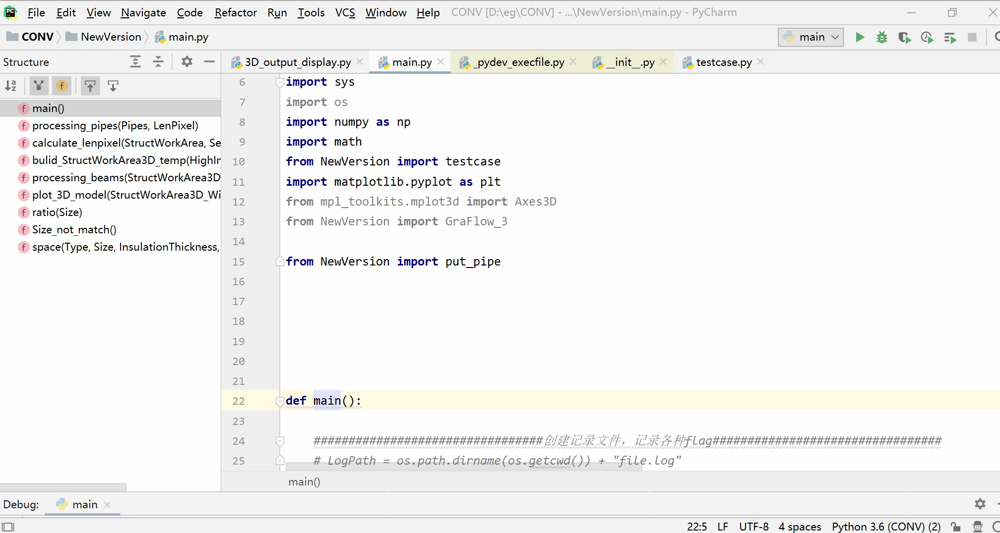 File Edit View Navigate Code Refactor Run Tools VCS Window Help CONV [D:\eg\CONV] - ...\NewVersion\main.py - PyCharm
CONV NewVersion main.py main
Structure
3D_output_display.py main.py _pydev_execfile.py __init__.py testcase.py
main()
processing_pipes(Pipes, LenPixel)
calculate_lenpixel(StructWorkArea, Se
bulid_StructWorkArea3D_temp(HighIn
processing_beams(StructWorkArea3D
plot_3D_model(StructWorkArea3D_Wi
ratio(Size)
Size_not_match()
space(Type, Size, InsulationThickness,
6 import sys
7 import os
8 import numpy as np
9 import math
10 from NewVersion import testcase
11 import matplotlib.pyplot as plt
12 from mpl_toolkits.mplot3d import Axes3D
13 from NewVersion import GraFlow_3
14
15 from NewVersion import put_pipe
16
17
18
19
20
21
22 def main():
23
24 #################################创建记录文件，记录各种flag#################################
25 # LogPath = os.path.dirname(os.getcwd()) + "file.log"
main()
Debug: main
22:5 LF UTF-8 4 spaces Python 3.6 (CONV) (2)